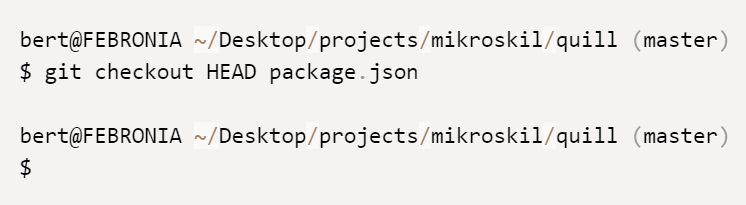 bert@FEBRONIA ~/Desktop/projects/mikroskil/quill (master)
$ git checkout HEAD package.json
bert@FEBRONIA ~/Desktop/projects/mikroskil/quill (master)
$